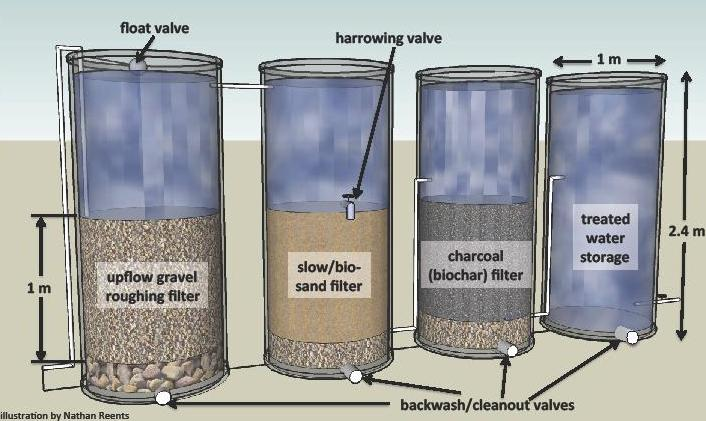 float valve
harrowing valve
1 m
2.4 m
1 m
upflow gravel
roughing filter
slow/bio-
sand filter
charcoal
(biochar) filter
treated
water
storage
backwash/cleanout valves
illustration by Nathan Reents